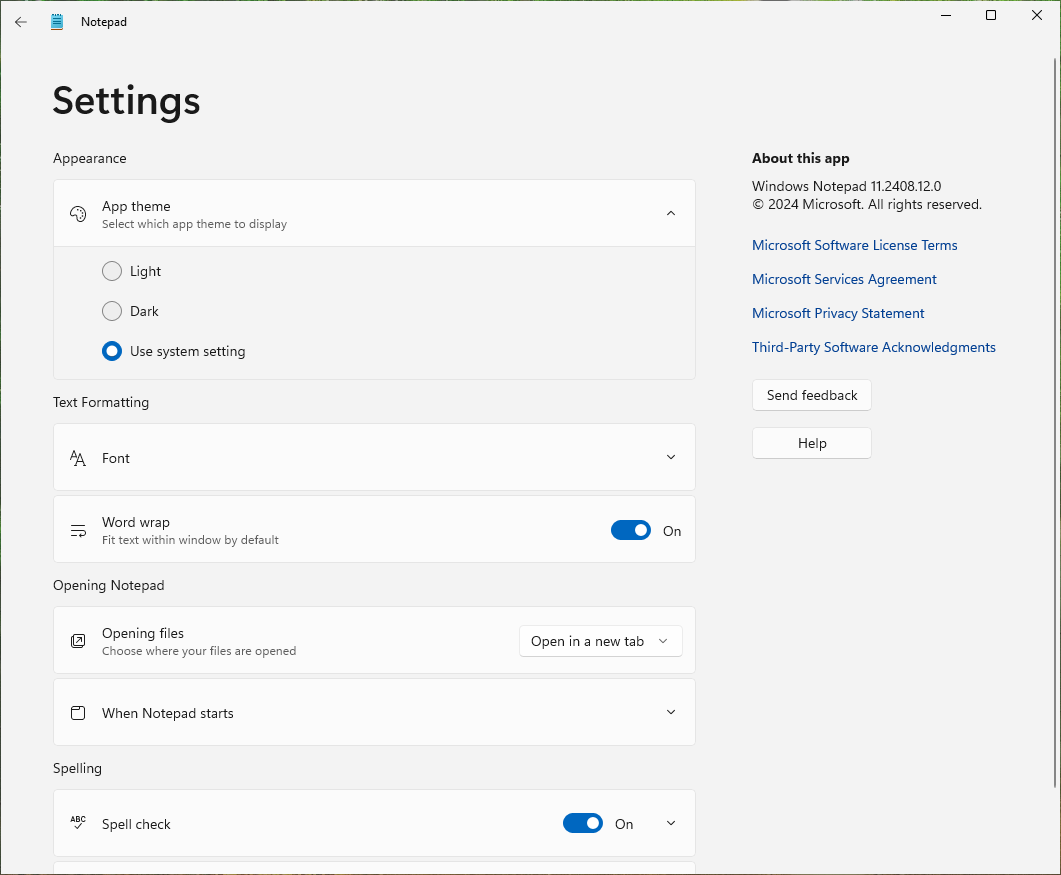 Notepad
Settings
Appearance
App theme
Select which app theme to display
Light
Dark
Use system setting
Text Formatting
Font
Word wrap
Fit text within window by default
On
Opening Notepad
Opening files
Choose where your files are opened
Open in a new tab
When Notepad starts
Spelling
ABC
Spell check
On
About this app
Windows Notepad 11.2408.12.0
© 2024 Microsoft. All rights reserved.
Microsoft Software License Terms
Microsoft Services Agreement
Microsoft Privacy Statement
Third-Party Software Acknowledgments
Send feedback
Help